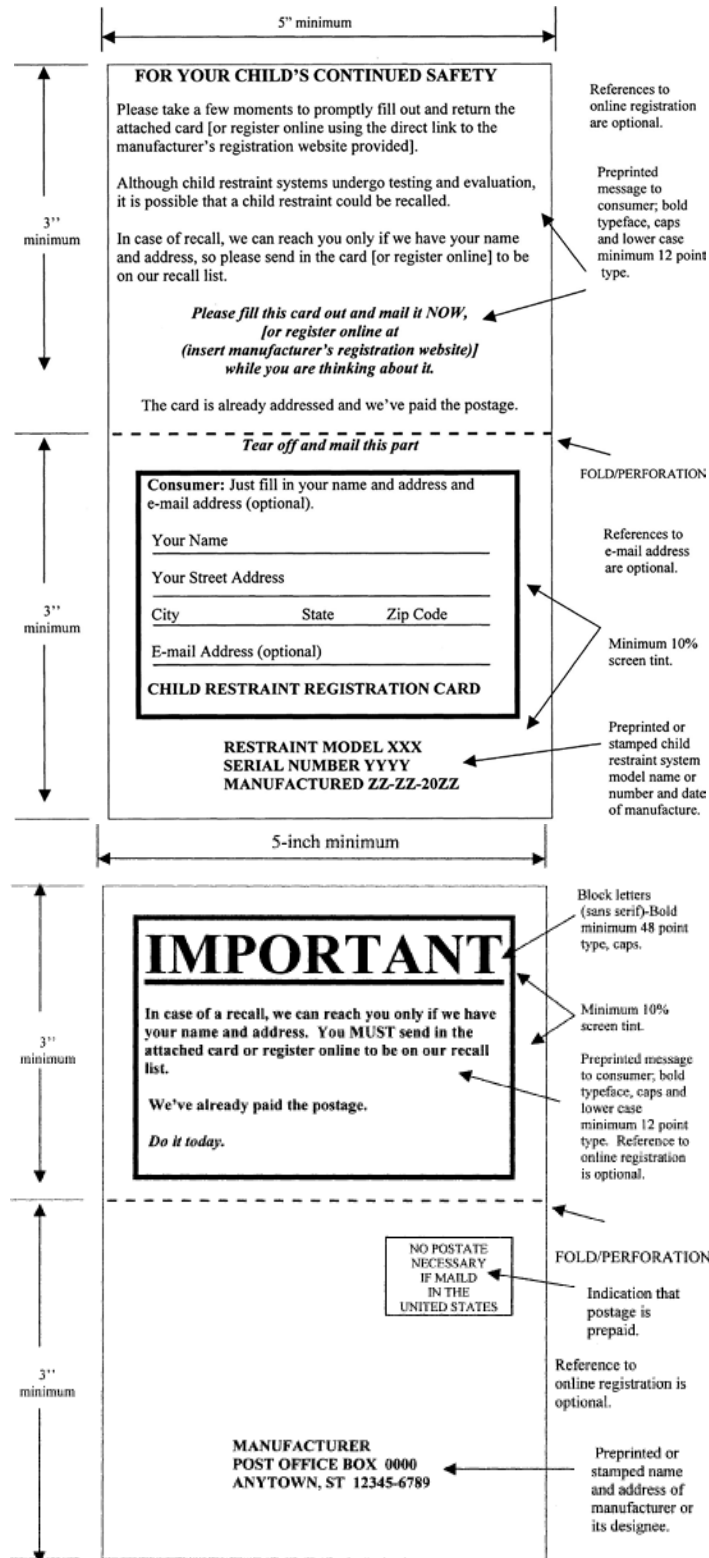 5” minimum
FOR YOUR CHILD’S CONTINUED SAFETY
Please take a few moments to promptly fill out and return the
attached card [or register online using the direct link to the
manufacturer’s registration website provided].
Although child restraint systems undergo testing and evaluation,
it is possible that a child restraint could be recalled.
In case of recall, we can reach you only if we have your name
and address, so please send in the card [or register online] to be
on our recall list.
Please fill this card out and mail it NOW,
[or register online at
(insert manufacturer’s registration website)]
while you are thinking about it.
The card is already addressed and we’ve paid the postage.
3’’
minimum
References to
online registration
are optional.
Preprinted
message to
consumer; bold
typeface, caps
and lower case
minimum 12 point
type.
Tear off and mail this part
FOLD/PERFORATION
Consumer: Just fill in your name and address and
e-mail address (optional).
Your Name
Your Street Address
City State Zip Code
E-mail Address (optional)
CHILD RESTRAINT REGISTRATION CARD
RESTRAINT MODEL XXX
SERIAL NUMBER YYYY
MANUFACTURED ZZ-ZZ-20ZZ
3’’
minimum
References to
e-mail address
are optional.
Minimum 10%
screen tint.
Preprinted or
stamped child
restraint system
model name or
number and date
of manufacture.
5-inch minimum
IMPORTANT
In case of a recall, we can reach you only if we have
your name and address. You MUST send in the
attached card or register online to be on our recall
list.
We’ve already paid the postage.
Do it today.
3’’
minimum
Block letters
(sans serif)-Bold
minimum 48 point
type, caps.
Minimum 10%
screen tint.
Preprinted message
to consumer; bold
typeface, caps and
lower case
minimum 12 point
type. Reference to
online registration
is optional.
FOLD/PERFORATION
NO POSTATE
NECESSARY
IF MAILD
IN THE
UNITED STATES
Indication that
postage is
prepaid.
Reference to
online registration is
optional.
3’’
minimum
MANUFACTURER
POST OFFICE BOX 0000
ANYTOWN, ST 12345-6789
Preprinted or
stamped name
and address of
manufacturer or
its designee.